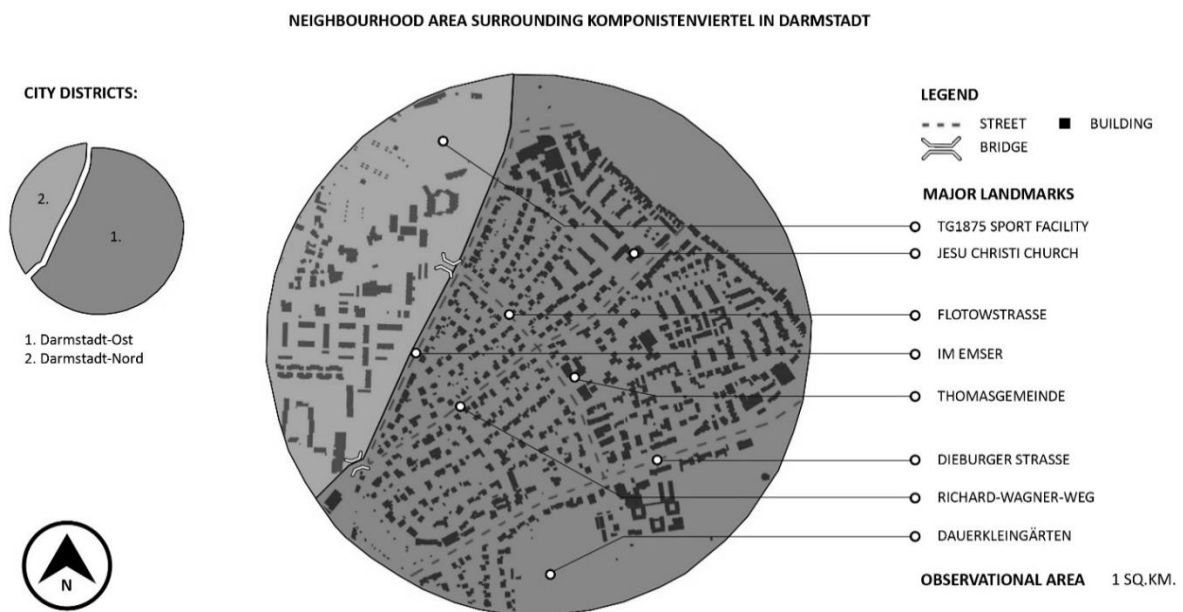 NEIGHBOURHOOD AREA SURROUNDING KOMPONISTENVIERTEL IN DARMSTADT
CITY DISTRICTS:
2.
1.
1. Darmstadt-Ost
2. Darmstadt-Nord
N
LEGEND
STREET
BUILDING
BRIDGE
MAJOR LANDMARKS
TG1875 SPORT FACILITY
JESU CHRISTI CHURCH
FLOTOWSTRASSE
IM EMSER
THOMASGEMEINDE
DIEBURGER STRASSE
RICHARD-WAGNER-WEG
DAUERKLEINGÄRTEN
OBSERVATIONAL AREA 1 SQ.KM.